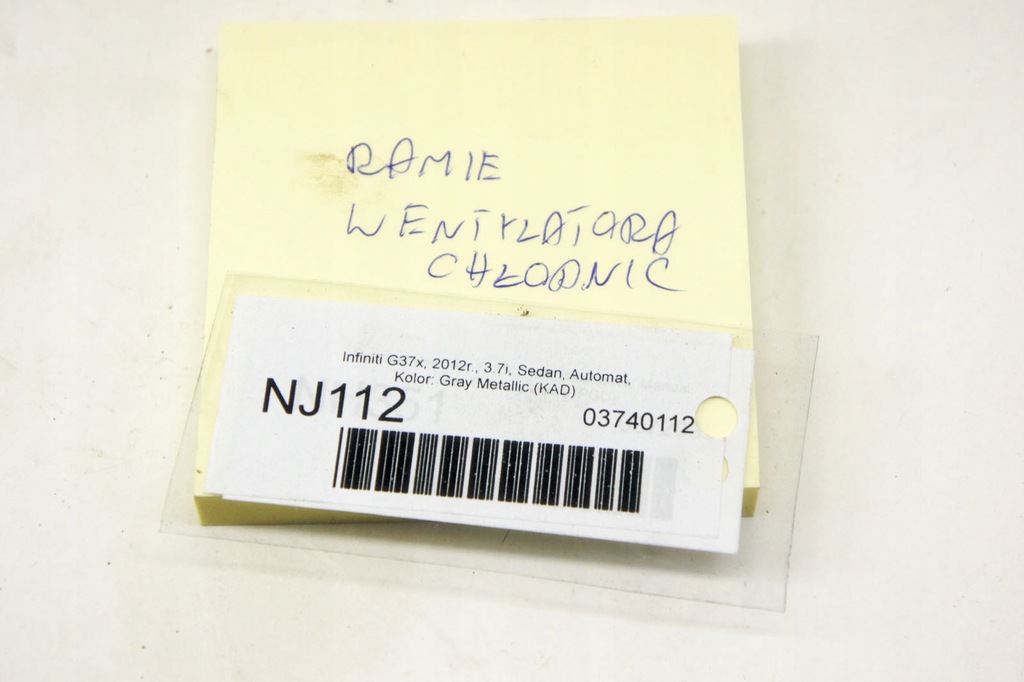 RAMIE
WENTYLATORA
CHŁODNIC
Infiniti G37x, 2012r., 3.7i, Sedan, Automat,
Kolor: Gray Metallic (KAD)
NJ112
03740112